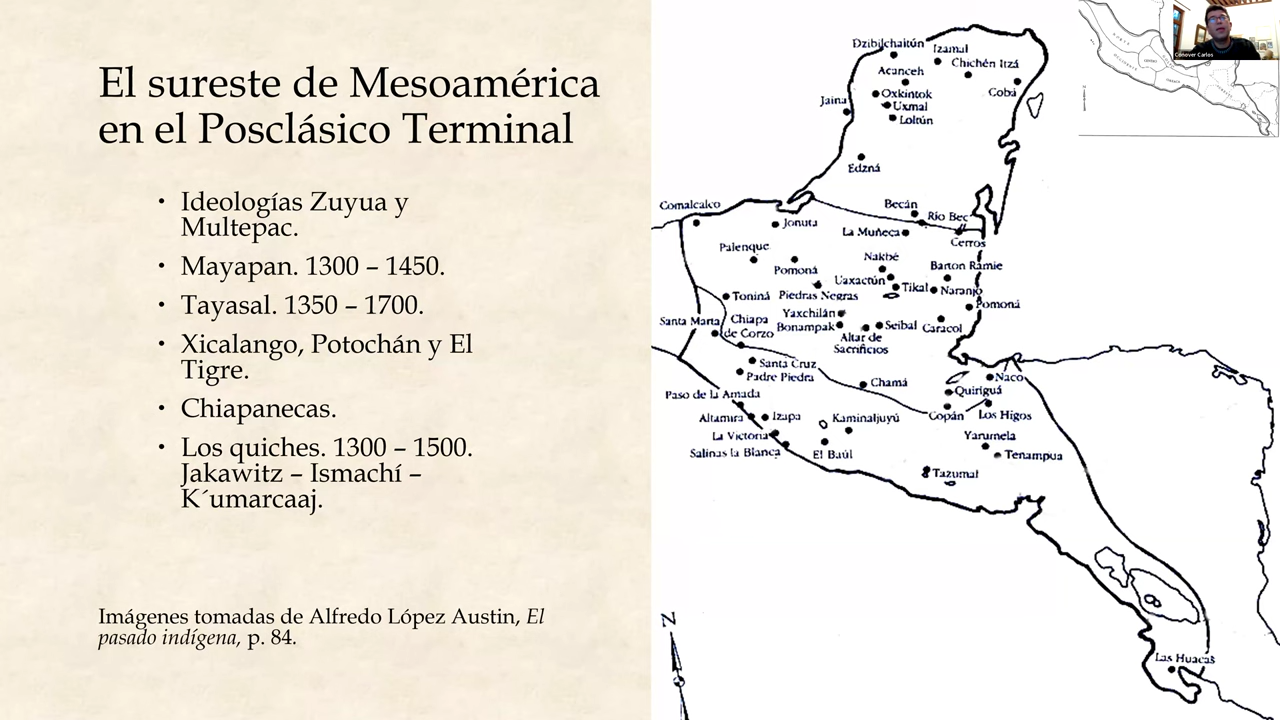 El sureste de Mesoamérica
en el Posclásico Terminal
• Ideologías Zuyua y
Multepac.
• Mayapan. 1300 – 1450.
• Tayasal. 1350 – 1700.
• Xicalango, Potochán y El
Tigre.
• Chiapanecas.
• Los quiches. 1300 – 1500.
Jakawitz – Ismachí –
K´umarcaaj.
Imágenes tomadas de Alfredo López Austin, El
pasado indígena, p. 84.
Dzibilchaltún
Izamal
Chichén Itzá
Acanceh
Cobá
Oxkintok
Jaina
Uxmal
Loltún
Edzná
Comalcalco
Becán
Río Bec
Jonuta
La Muñeca
Cerros
Palenque
Nakbé
Pomoná
Barton Ramie
Uaxactún
Tikal
Naranjo
Toniná
Piedras Negras
Pomoná
Yaxchilán
Santa Marta
Chiapa
de Corzo
Bonampak
Seibal
Caracol
Altar de
Sacrificios
Santa Cruz
Padre Piedra
Naco
Chamá
Quiriguá
Paso de la Amada
Copán
Los Higos
Altamira
Izapa
Kaminaljuyú
La Victoria
Yarumela
Salinas la Blanca
El Baúl
Tenampua
Tazumal
Las Huacas
N
Conover Carlos